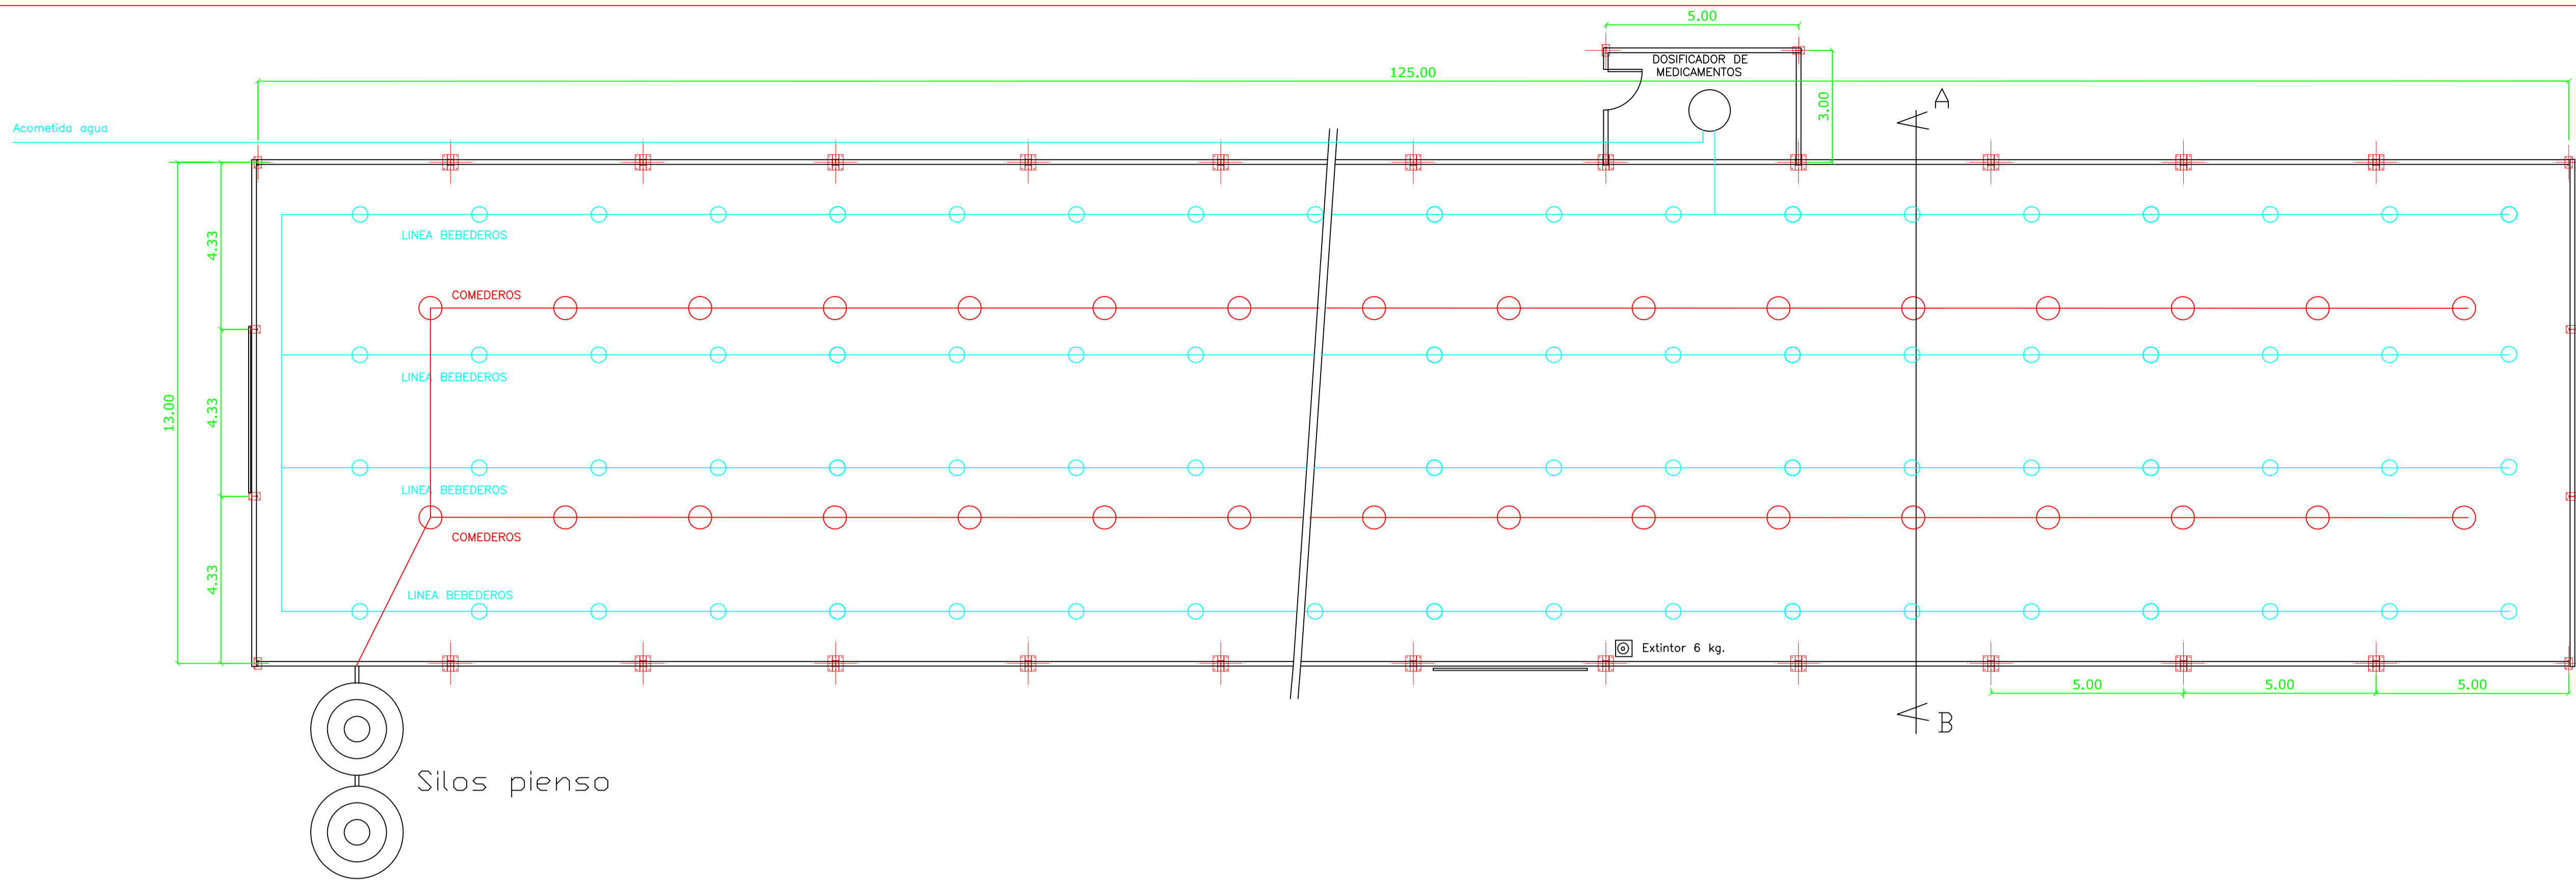 5.00
DOSIFICADOR DE
MEDICAMENTOS
125.00
3.00
A
Acometida agua
LINEA BEBEDEROS
4.33
COMEDEROS
LINEA BEBEDEROS
13.00
4.33
LINEA BEBEDEROS
COMEDEROS
4.33
LINEA BEBEDEROS
Extintor 6 kg.
5.00
5.00
5.00
B
Silos pienso